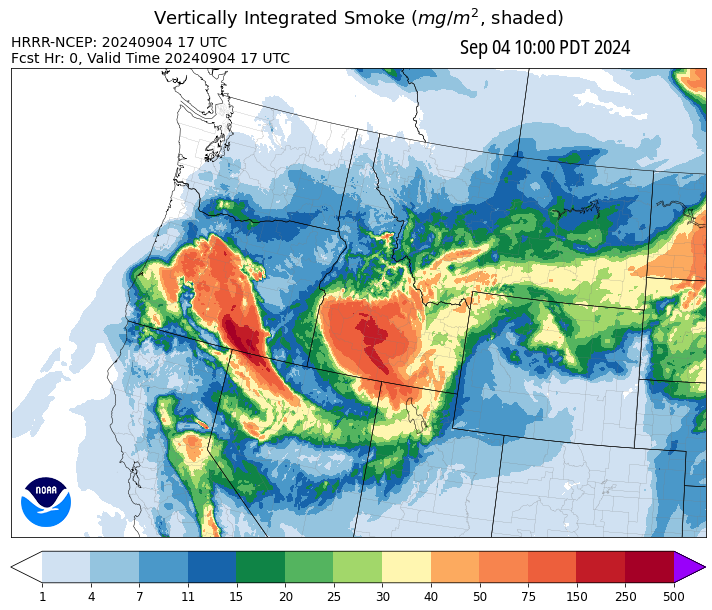 Vertically Integrated Smoke (mg/m², shaded)
HRRR-NCEP: 20240904 17 UTC
Fcst Hr: 0, Valid Time 20240904 17 UTC
Sep 04 10:00 PDT 2024
NOAA
1 4 7 11 15 20 25 30 40 50 75 150 250 500